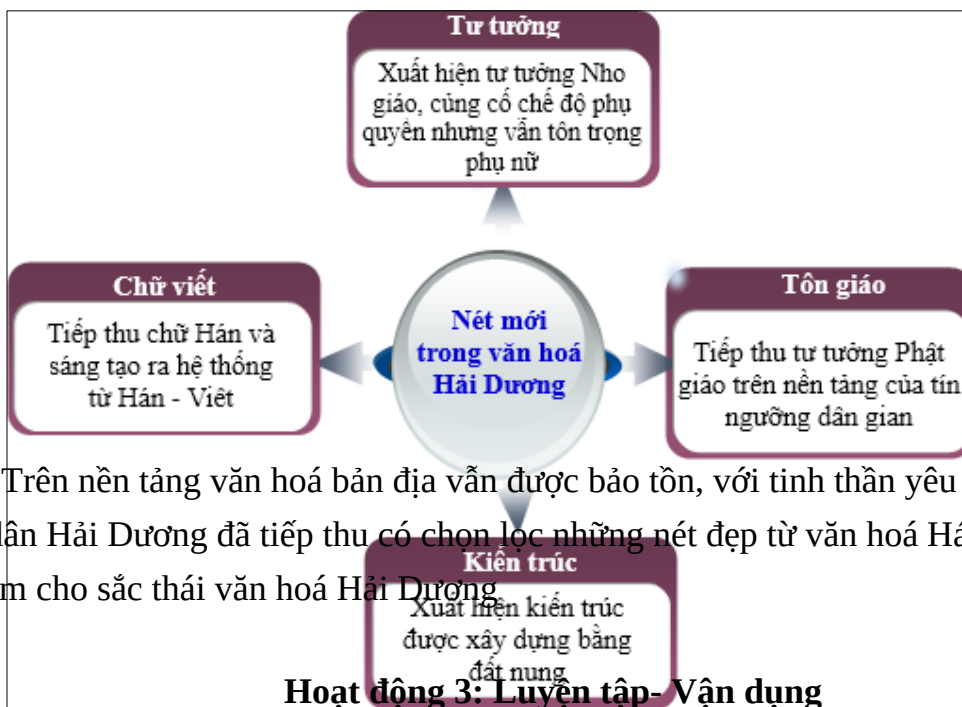 Tư tưởng
Xuất hiện tư tưởng Nho
giáo, củng cố chế độ phụ
quyền nhưng vẫn tôn trọng
phụ nữ
Chữ viết
Tiếp thu chữ Hán và
sáng tạo ra hệ thống
từ Hán - Viêt
Nét mới
trong văn hoá
Hải Dương
Tôn giáo
Tiếp thu tư tưởng Phật
giáo trên nền tảng của tín
ngưỡng dân gian
Trên nền tảng văn hoá bản địa vẫn được bảo tồn, với tinh thần yêu
Hải Dương đã tiếp thu có chọn lọc những nét đẹp từ văn hoá
cho sắc thái văn hoá Hải Dương
Kiến trúc
Xuất hiện kiến trúc
được xây dựng bằng
đất nung
Hoạt động 3: Luyện tập- Vận dụng